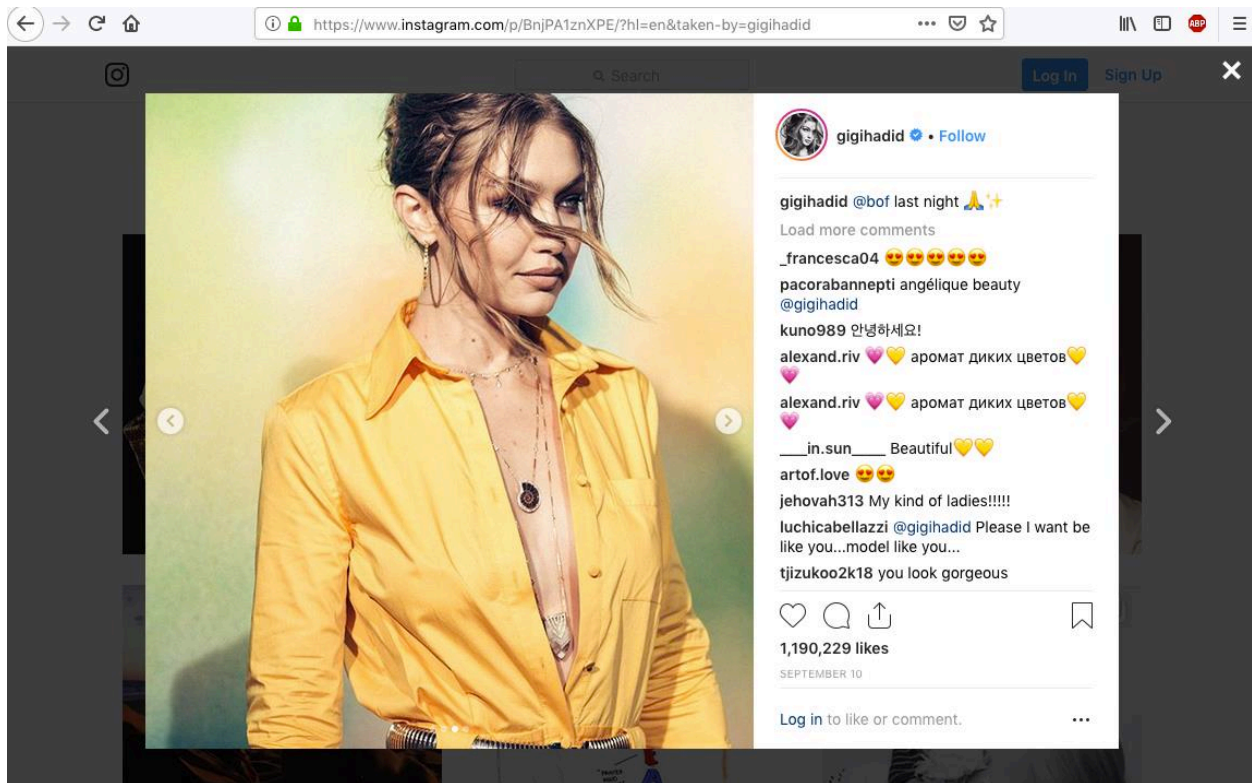 https://www.instagram.com/p/BnjPA1znXPE/?hl=en&taken-by=gigihadid
ABP
Search
Log In
Sign Up
gigihadid • Follow
gigihadid @bof last night 🙏✨
Load more comments
_francesca04 😍😍😍😍😍
pacorabannepti angélique beauty
@gigihadid
kuno989 안녕하세요!
alexand.riv 💗💛 аромат диких цветов💛
💗
alexand.riv 💗💛 аромат диких цветов💛
💗
____in.sun____ Beautiful💛💛
artof.love 😍😍
jehovah313 My kind of ladies!!!!!
luchicabellazzi @gigihadid Please I want be
like you...model like you...
tjizukoo2k18 you look gorgeous
1,190,229 likes
SEPTEMBER 10
Log in to like or comment.